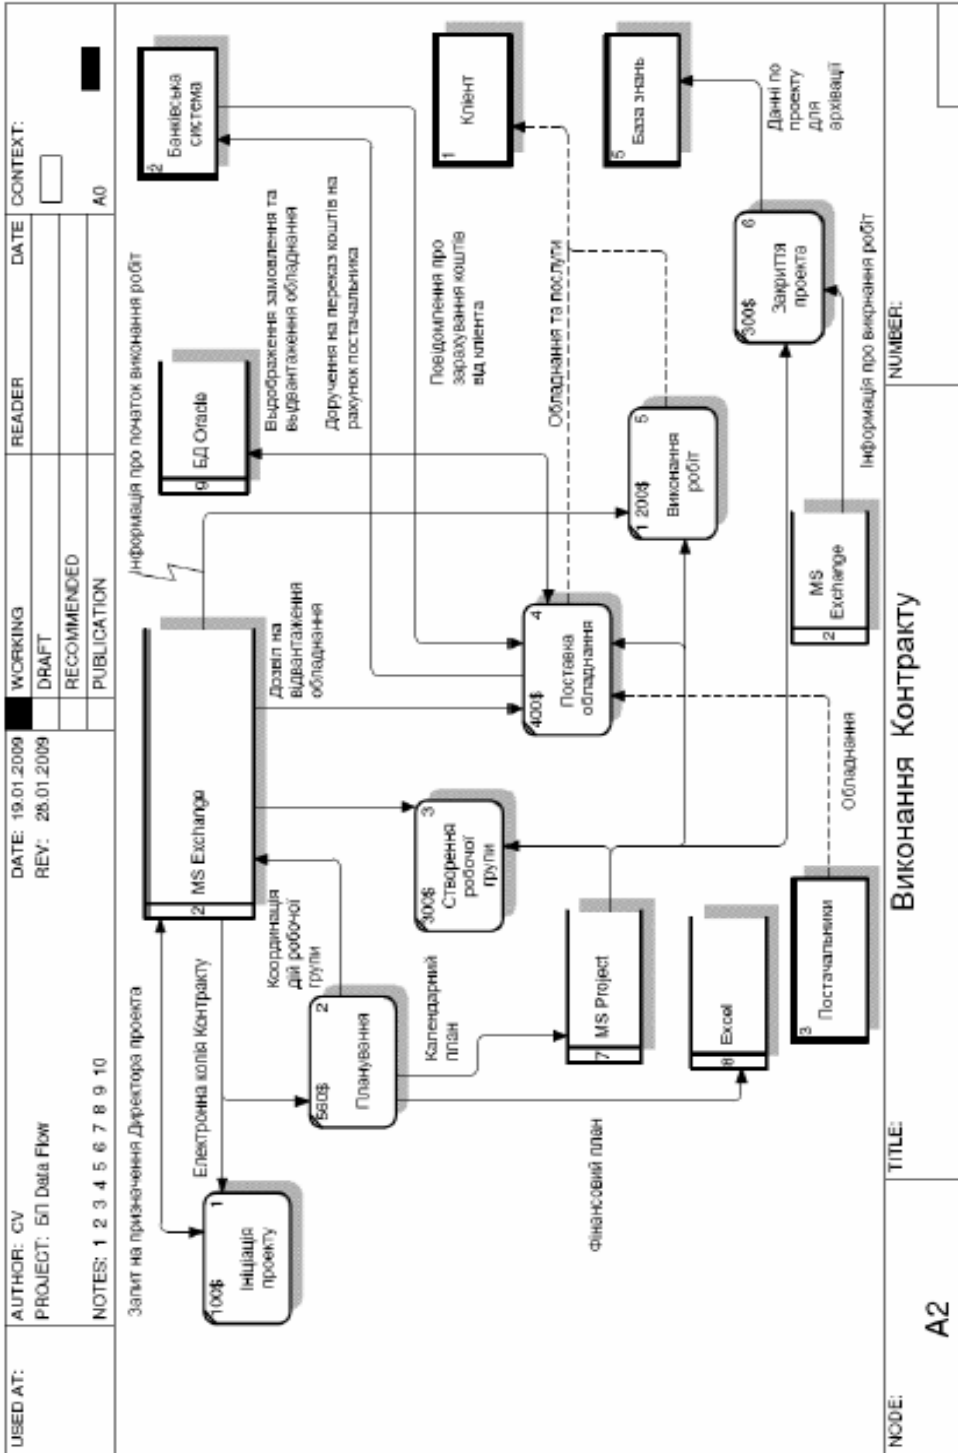 USED AT:
AUTHOR: CV
DATE: 19.01.2009
WORKING
READER
DATE
CONTEXT:
PROJECT: БП Data Flow
REV: 28.01.2009
DRAFT
RECOMMENDED
NOTES: 1 2 3 4 5 6 7 8 9 10
PUBLICATION
A0
Запит на призначення Директора проекта
Інформація про початок виконання робіт
2
Банківська
система
2
MS Exchange
9
БД Oracle
Електронна копія Контракту
100$
1
Ініціація
проекту
Координація
дій робочої
групи
Дозвіл на
відвантаження
обладнання
Выдображення замовлення та
выдвантаження обладнання
Доручення на переказ коштів на
рахунок постачальника
560$
2
Планування
Календарний
план
300$
3
Створення
робочої
групи
400$
4
Поставка
обладнання
Повідомлення про
зарахування коштів
від клієнта
1
Клієнт
Обладнання та послуги
7
MS Project
1 200$
5
Виконання
робіт
5
База знань
Фінансовий план
8
Excel
300$
6
Закриття
проекта
Данні по
проекту
для
архівації
3
Постачальники
Обладнання
2
MS
Exchange
Інформація про викрнання робіт
NODE:
TITLE:
NUMBER:
A2
Виконання Контракту